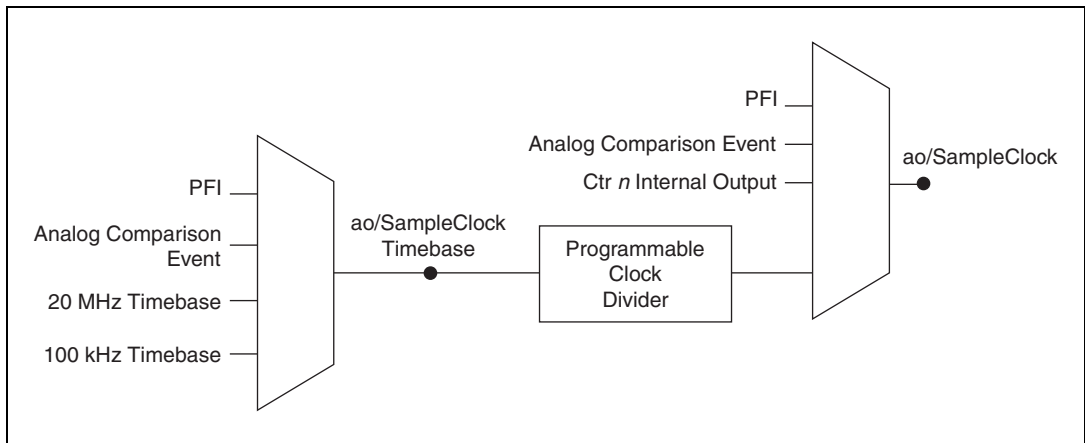 PFI
Analog Comparison
Event
20 MHz Timebase
100 kHz Timebase
ao/SampleClock
Timebase
Programmable
Clock
Divider
PFI
Analog Comparison Event
Ctr n Internal Output
ao/SampleClock